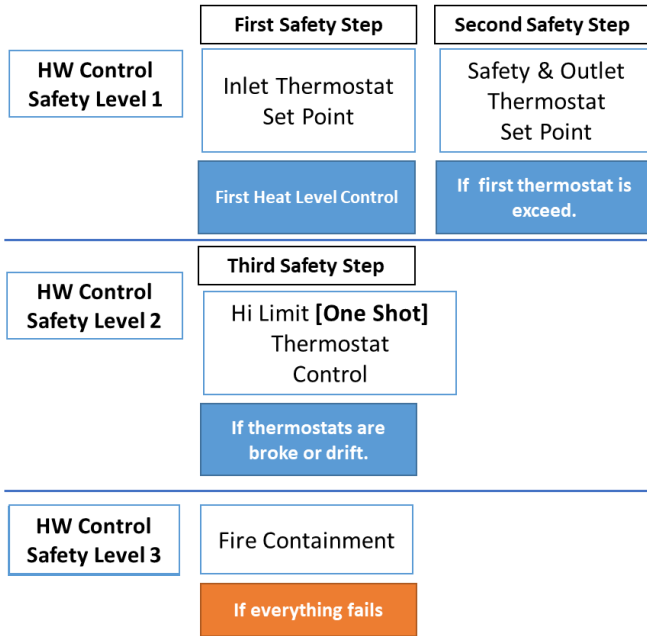 First Safety Step
Second Safety Step
HW Control
Safety Level 1
Inlet Thermostat
Set Point
Safety & Outlet
Thermostat
Set Point
First Heat Level Control
If first thermostat is
exceed.
Third Safety Step
HW Control
Safety Level 2
Hi Limit [One Shot]
Thermostat
Control
If thermostats are
broke or drift.
HW Control
Safety Level 3
Fire Containment
If everything fails